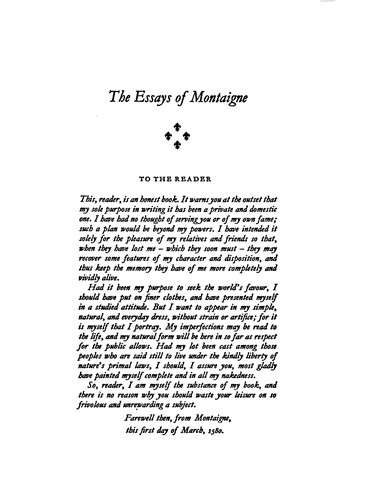 The Essays of Montaigne
TO THE READER
This, reader, is an honest book. It warns you at the outset that
my sole purpose in writing it has been a private and domestic
one. I have had no thought of serving you or of my own fame;
such a plan would be beyond my powers. I have intended it
solely for the pleasure of my relatives and friends so that,
when they have lost me – which they soon must – they may
recover some features of my character and disposition, and
thus keep the memory they have of me more completely and
vividly alive.
Had it been my purpose to seek the world's favour, I
should have put on finer clothes, and have presented myself
in a studied attitude. But I want to appear in my simple,
natural, and everyday dress, without strain or artifice; for it
is myself that I portray. My imperfections may be read to
the life, and my natural form will be here in so far as respect
for the public allows. Had my lot been cast among those
peoples who are said still to live under the kindly liberty of
nature's primal laws, I should, I assure you, most gladly
have painted myself complete and in all my nakedness.
So, reader, I am myself the substance of my book, and
there is no reason why you should waste your leisure on so
frivolous and unrewarding a subject.
Farewell then, from Montaigne,
this first day of March, 1580.